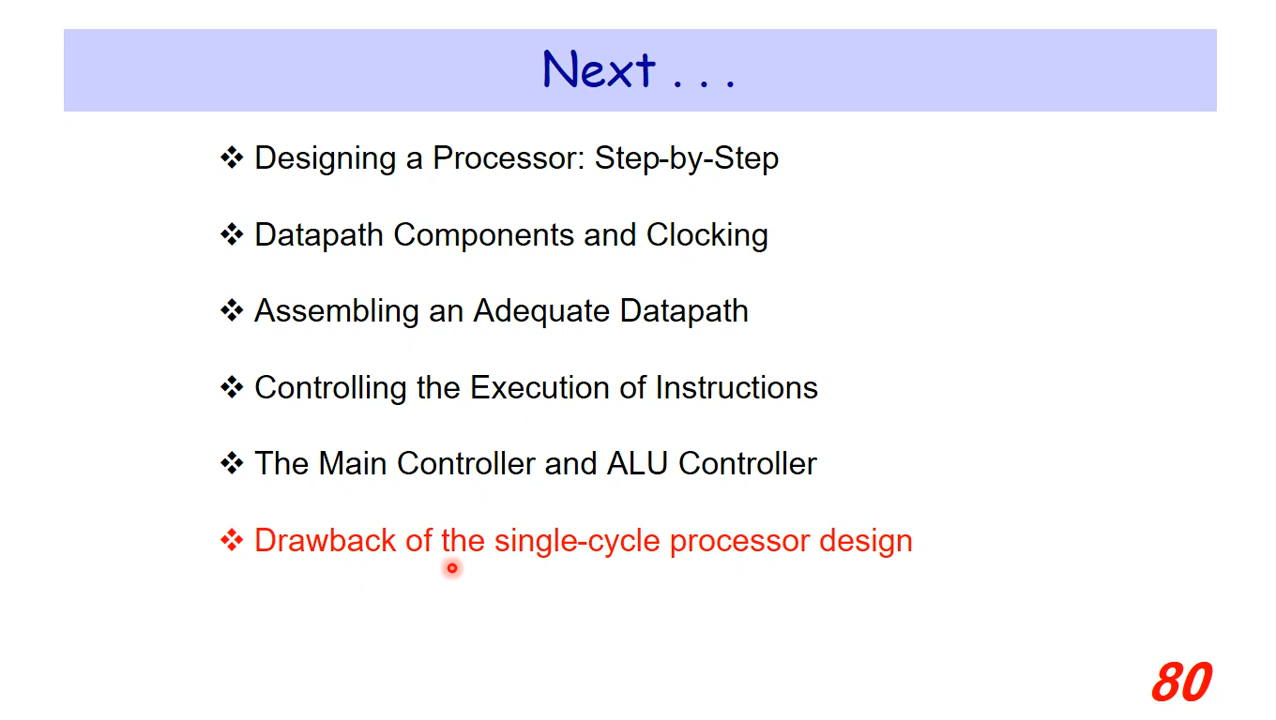 Next . . .
❖ Designing a Processor: Step-by-Step
❖ Datapath Components and Clocking
❖ Assembling an Adequate Datapath
❖ Controlling the Execution of Instructions
❖ The Main Controller and ALU Controller
❖ Drawback of the single-cycle processor design
80